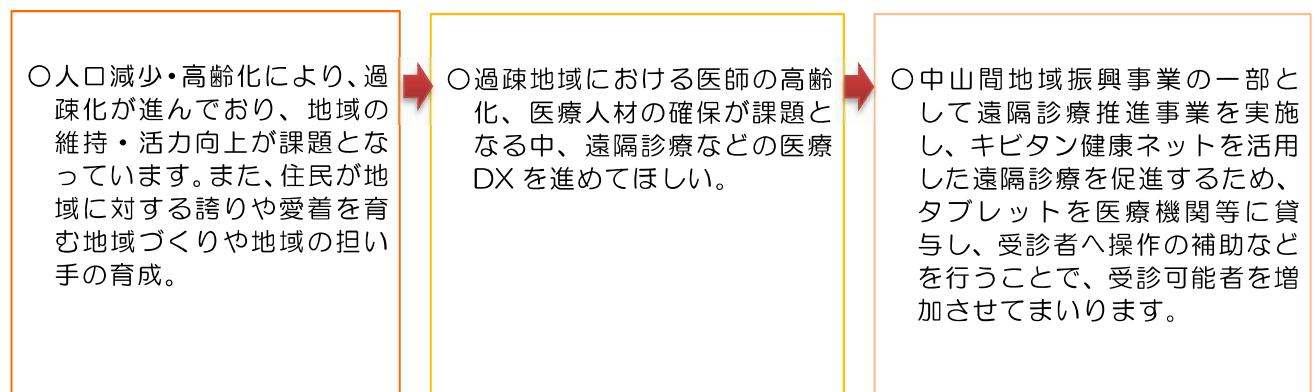 〇人口減少・高齢化により、過
疎化が進んでおり、地域の
維持・活力向上が課題とな
っています。また、住民が地
域に対する誇りや愛着を育
む地域づくりや地域の担い
手の育成。
〇過疎地域における医師の高齢
化、医療人材の確保が課題と
なる中、遠隔診療などの医療
DX を進めてほしい。
〇中山間地域振興事業の一部と
して遠隔診療推進事業を実施
し、キビタン健康ネットを活用
した遠隔診療を促進するため、
タブレットを医療機関等に貸
与し、受診者へ操作の補助など
を行うことで、受診可能者を増
加させてまいります。